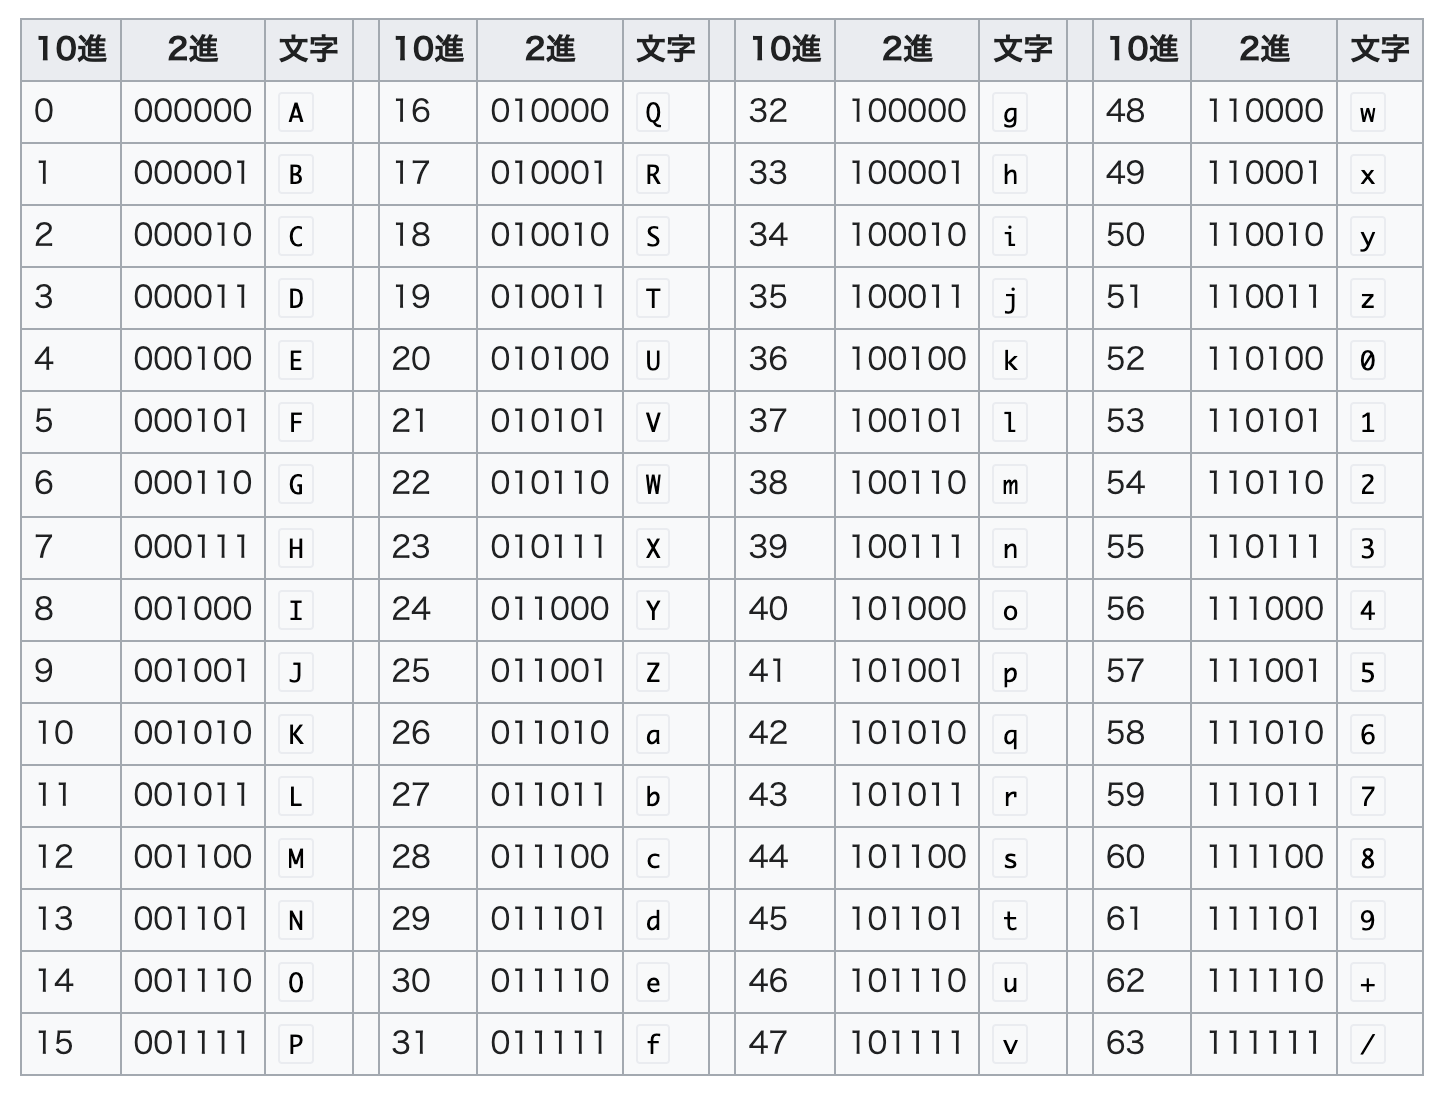 10進 2進 文字 10進 2進 文字 10進 2進 文字 10進 2進 文字
0 000000 A 16 010000 Q 32 100000 g 48 110000 w
1 000001 B 17 010001 R 33 100001 h 49 110001 x
2 000010 C 18 010010 S 34 100010 i 50 110010 y
3 000011 D 19 010011 T 35 100011 j 51 110011 z
4 000100 E 20 010100 U 36 100100 k 52 110100 0
5 000101 F 21 010101 V 37 100101 l 53 110101 1
6 000110 G 22 010110 W 38 100110 m 54 110110 2
7 000111 H 23 010111 X 39 100111 n 55 110111 3
8 001000 I 24 011000 Y 40 101000 o 56 111000 4
9 001001 J 25 011001 Z 41 101001 p 57 111001 5
10 001010 K 26 011010 a 42 101010 q 58 111010 6
11 001011 L 27 011011 b 43 101011 r 59 111011 7
12 001100 M 28 011100 c 44 101100 s 60 111100 8
13 001101 N 29 011101 d 45 101101 t 61 111101 9
14 001110 O 30 011110 e 46 101110 u 62 111110 +
15 001111 P 31 011111 f 47 101111 v 63 111111 /